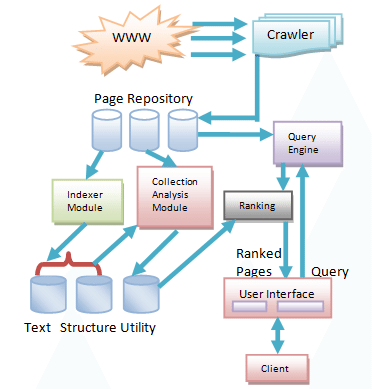 WWW
Crawler
Page Repository
Query
Engine
Indexer
Module
Collection
Analysis
Module
Ranking
Ranked
Pages
Query
User Interface
Text Structure Utility
Client